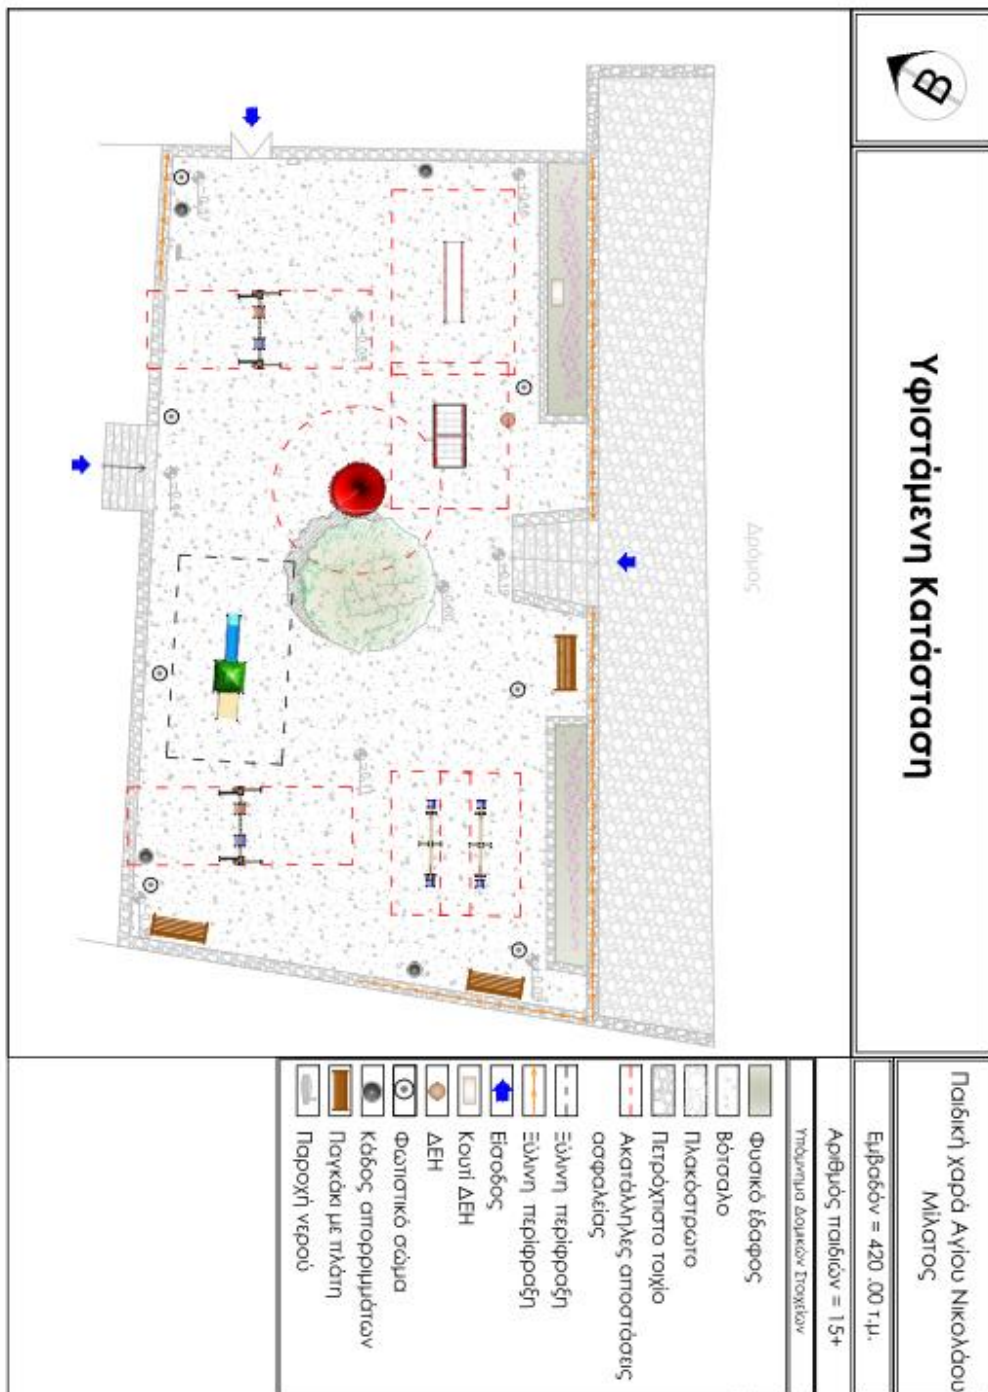 Β
Υφιστάμενη Κατάσταση
Δρόμος
Παιδική χαρά Αγίου Νικολάου
Μίλατος
Εμβαδόν = 420 .00 τ.μ.
Αριθμός παιδιών = 15+
Υπόμνημα Δομικών Στοιχείων
Φυσικό έδαφος
Βότσαλο
Πλακόστρωτο
Πετρόχτιστο τοιχίο
Ακατάλληλες αποστάσεις
ασφαλείας
Ξύλινη περίφραξη
Ξύλινη περίφραξη
Είσοδος
Κουτί ΔΕΗ
ΔΕΗ
Φωτιστικό σώμα
Κάδος απορριμμάτων
Παγκάκι με πλάτη
Παροχή νερού